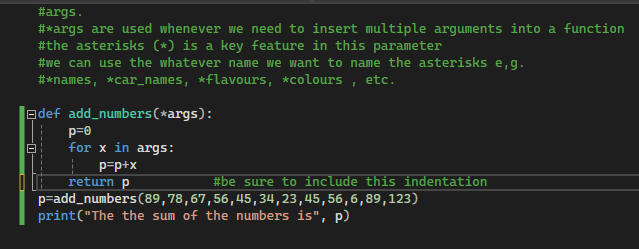 #args.
#*args are used whenever we need to insert multiple arguments into a function
#the asterisks (*) is a key feature in this parameter
#we can use the whatever name we want to name the asterisks e,g.
#*names, *car_names, *flavours, *colours , etc.
def add_numbers(*args):
    p=0
    for x in args:
        p=p+x
    return p          #be sure to include this indentation
p=add_numbers(89,78,67,56,45,34,23,45,56,6,89,123)
print("The the sum of the numbers is", p)